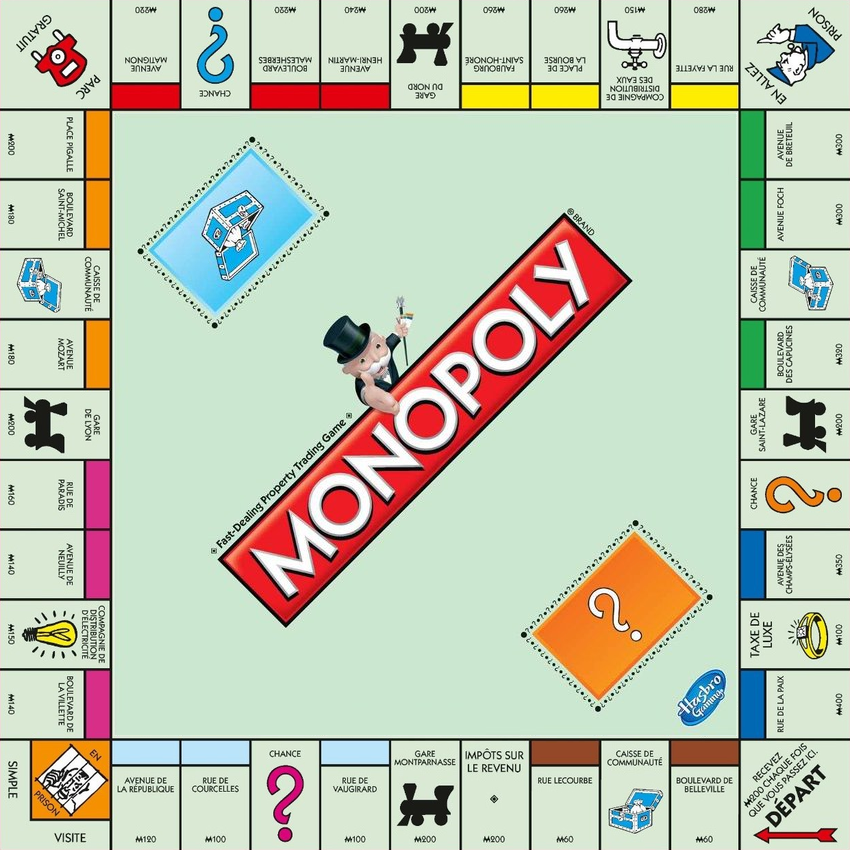 GRATUIT
PARC
AVENUE
MATIGNON
₩220
CHANCE
BOULEVARD
MALESHERBES
₩220
AVENUE
HENRI-MARTIN
₩240
GARE
DU NORD
₩200
FAUBOURG
SAINT-HONORÉ
₩260
PLACE DE
LA BOURSE
₩260
COMPAGNIE DE
DISTRIBUTION
DES EAUX
₩150
RUE LA FAYETTE
₩280
EN ALLEZ
PRISON
PLACE PIGALLE
₩200
BOULEVARD
SAINT-MICHEL
₩180
CAISSE DE
COMMUNAUTÉ
AVENUE
MOZART
₩180
GARE
DE LYON
₩200
RUE DE
PARADIS
₩160
AVENUE DE
NEUILLY
₩140
COMPAGNIE DE
DISTRIBUTION
D'ÉLECTRICITÉ
₩150
BOULEVARD DE
LA VILLETTE
₩140
® BRAND
MONOPOLY
Fast-Dealing Property Trading Game
?
Hasbro
Gaming
AVENUE
DE BRETEUIL
₩300
AVENUE FOCH
₩300
CAISSE DE
COMMUNAUTÉ
BOULEVARD
DES CAPUCINES
₩320
GARE
SAINT-LAZARE
₩200
CHANCE
AVENUE DES
CHAMPS-ELYSÉES
₩350
TAXE DE
LUXE
₩100
RUE DE LA PAIX
₩400
SIMPLE
EN
PRISON
VISITE
AVENUE DE
LA RÉPUBLIQUE
₩120
RUE DE
COURCELLES
₩100
CHANCE
RUE DE
VAUGIRARD
₩100
GARE
MONTPARNASSE
₩200
IMPÔTS SUR
LE REVENU
₩200
RUE LECOURBE
₩60
CAISSE DE
COMMUNAUTÉ
BOULEVARD DE
BELLEVILLE
₩60
RECEVEZ
₩200 CHAQUE FOIS
QUE VOUS PASSEZ ICI.
DÉPART